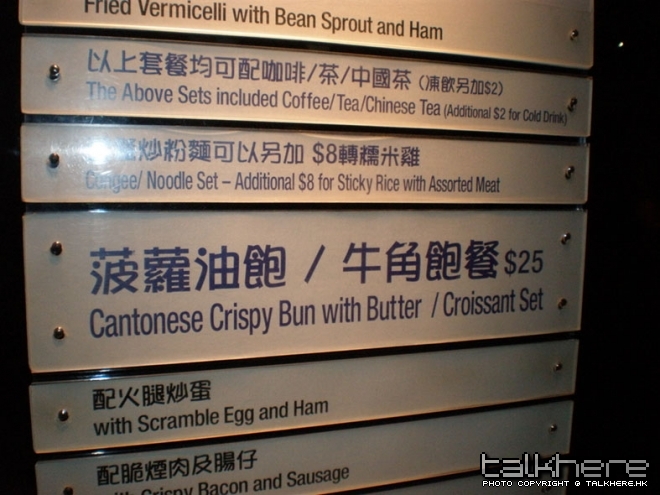 Fried Vermicelli with Bean Sprout and Ham
以上套餐均可配咖啡/茶/中國茶 (凍飲另加$2)
The Above Sets included Coffee/Tea/Chinese Tea (Additional $2 for Cold Drink)
炒粉麵可以另加 $8轉糯米雞
Congee/ Noodle Set – Additional $8 for Sticky Rice with Assorted Meat
菠蘿油飽 / 牛角飽餐 $25
Cantonese Crispy Bun with Butter / Croissant Set
配火腿炒蛋
with Scramble Egg and Ham
配脆煙肉及腸仔
with Crispy Bacon and Sausage
talkhere
PHOTO COPYRIGHT @ TALKHERE.HK